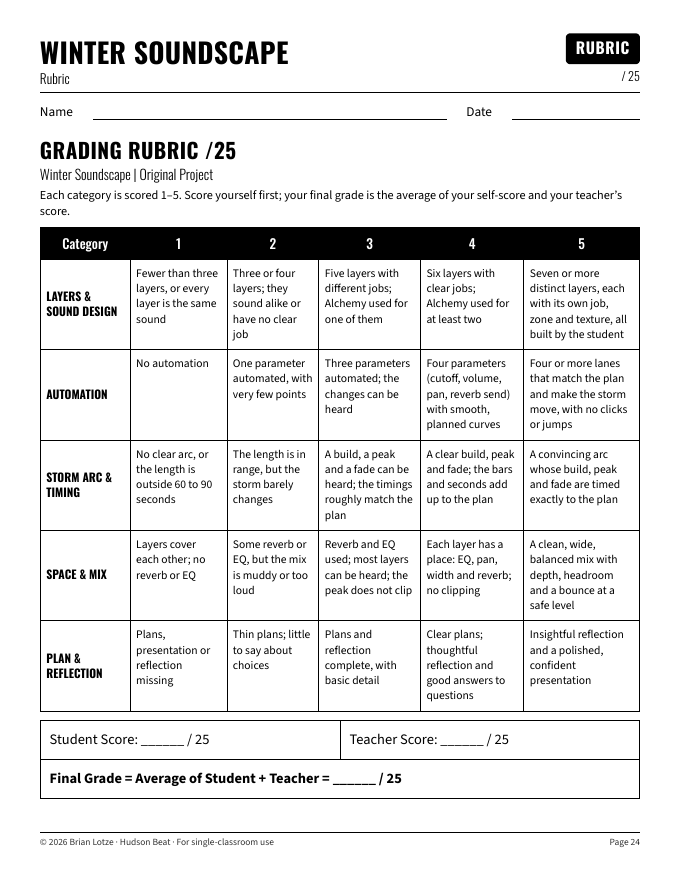 WINTER SOUNDSCAPE
RUBRIC
Rubric
/ 25
Name
Date
GRADING RUBRIC /25
Winter Soundscape | Original Project
Each category is scored 1–5. Score yourself first; your final grade is the average of your self-score and your teacher's
score.
Category 1 2 3 4 5
LAYERS &
SOUND DESIGN
Fewer than three
layers, or every
layer is the same
sound
Three or four
layers; they
sound alike or
have no clear
job
Five layers with
different jobs;
Alchemy used for
one of them
Six layers with
clear jobs;
Alchemy used for
at least two
Seven or more
distinct layers, each
with its own job,
zone and texture, all
built by the student
AUTOMATION
No automation
One parameter
automated, with
very few points
Three parameters
automated; the
changes can be
heard
Four parameters
(cutoff, volume,
pan, reverb send)
with smooth,
planned curves
Four or more lanes
that match the plan
and make the storm
move, with no clicks
or jumps
STORM ARC &
TIMING
No clear arc, or
the length is
outside 60 to 90
seconds
The length is in
range, but the
storm barely
changes
A build, a peak
and a fade can be
heard; the timings
roughly match the
plan
A clear build, peak
and fade; the bars
and seconds add
up to the plan
A convincing arc
whose build, peak
and fade are timed
exactly to the plan
SPACE & MIX
Layers cover
each other; no
reverb or EQ
Some reverb or
EQ, but the mix
is muddy or too
loud
Reverb and EQ
used; most layers
can be heard; the
peak does not clip
Each layer has a
place: EQ, pan,
width and reverb;
no clipping
A clean, wide,
balanced mix with
depth, headroom
and a bounce at a
safe level
PLAN &
REFLECTION
Plans,
presentation or
reflection
missing
Thin plans; little
to say about
choices
Plans and
reflection
complete, with
basic detail
Clear plans;
thoughtful
reflection and
good answers to
questions
Insightful reflection
and a polished,
confident
presentation
Student Score: ______ / 25
Teacher Score: ______ / 25
Final Grade = Average of Student + Teacher = ______ / 25
© 2026 Brian Lotze · Hudson Beat · For single-classroom use
Page 24